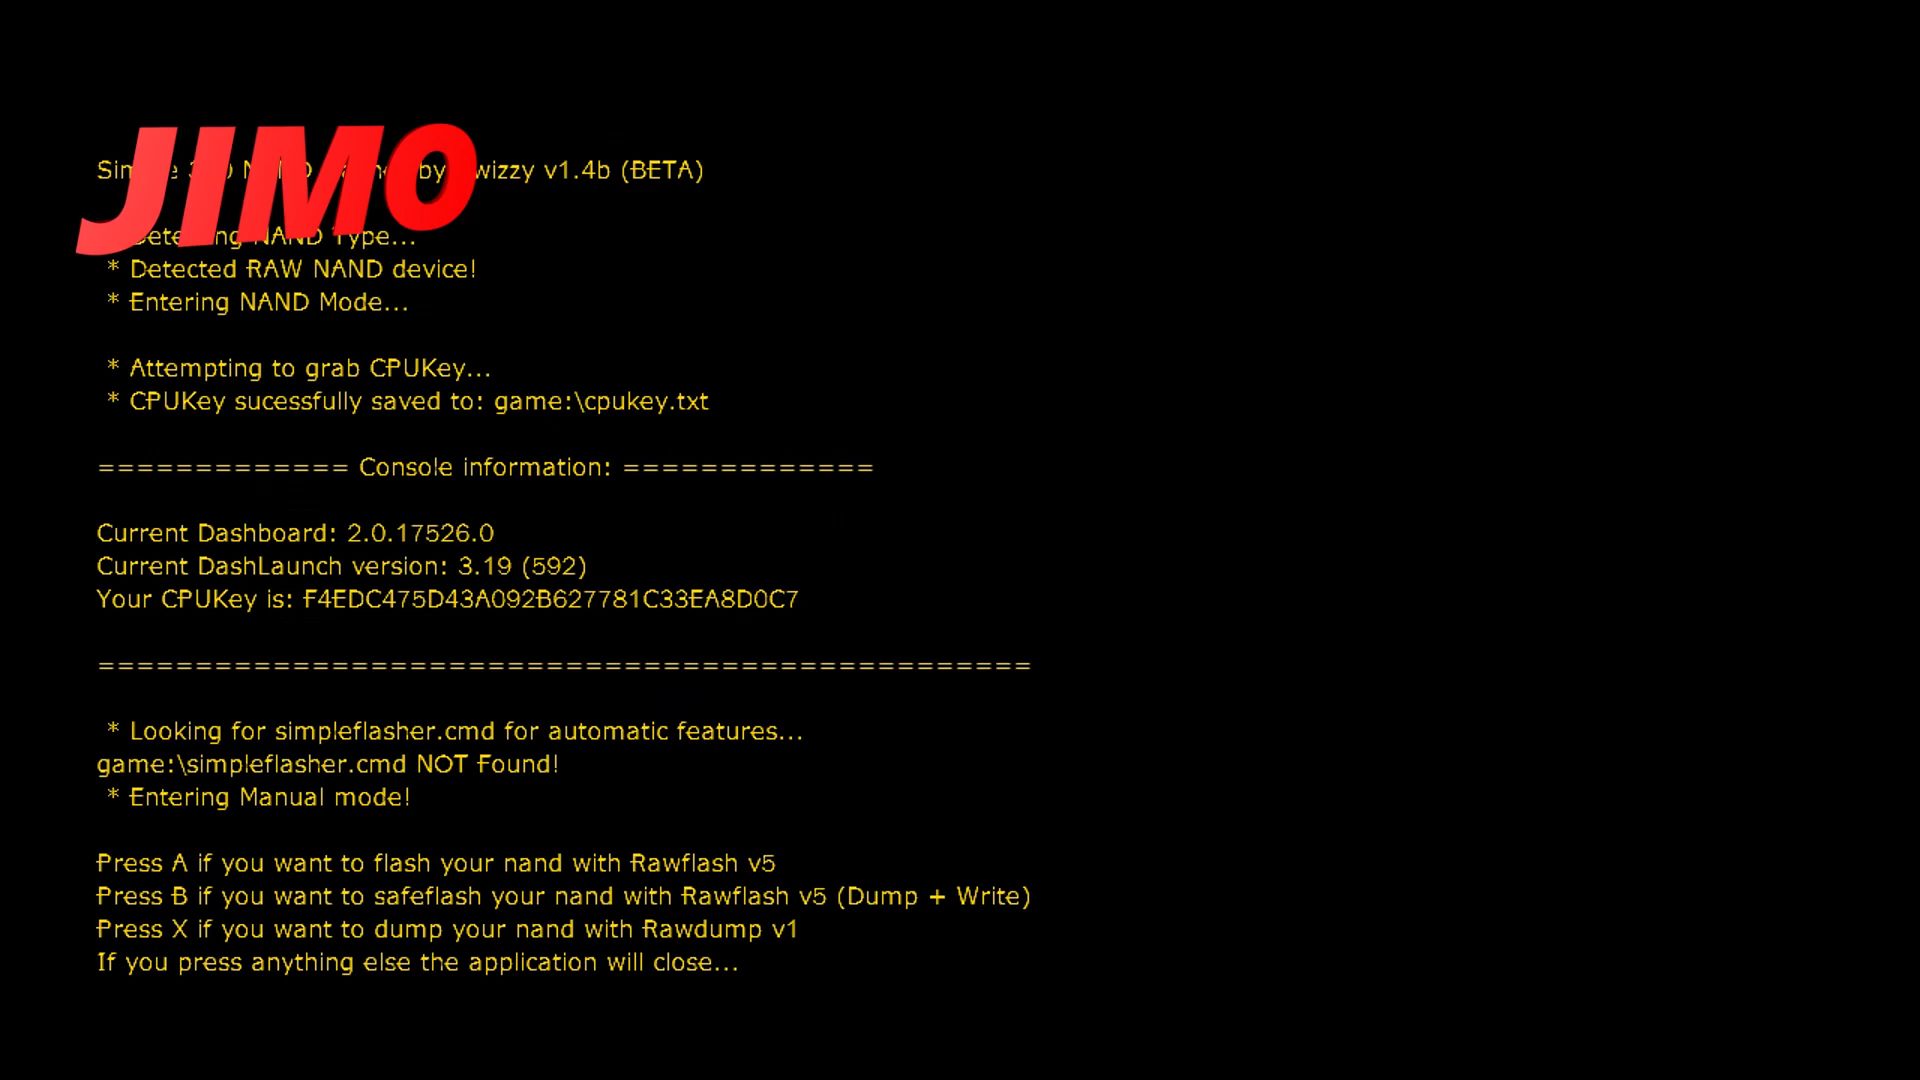 JIMO
by v1.4b (BETA)
NAND Type...
* Detected RAW NAND device!
* Entering NAND Mode...
* Attempting to grab CPUKey...
* CPUKey sucessfully saved to: game:\cpukey.txt
============= Console information: =============
Current Dashboard: 2.0.17526.0
Current DashLaunch version: 3.19 (592)
Your CPUKey is: F4EDC475D43A092B627781C33EA8D0C7
================================================
* Looking for simpleflasher.cmd for automatic features...
game:\simpleflasher.cmd NOT Found!
* Entering Manual mode!
Press A if you want to flash your nand with Rawflash v5
Press B if you want to safeflash your nand with Rawflash v5 (Dump + Write)
Press X if you want to dump your nand with Rawdump v1
If you press anything else the application will close...